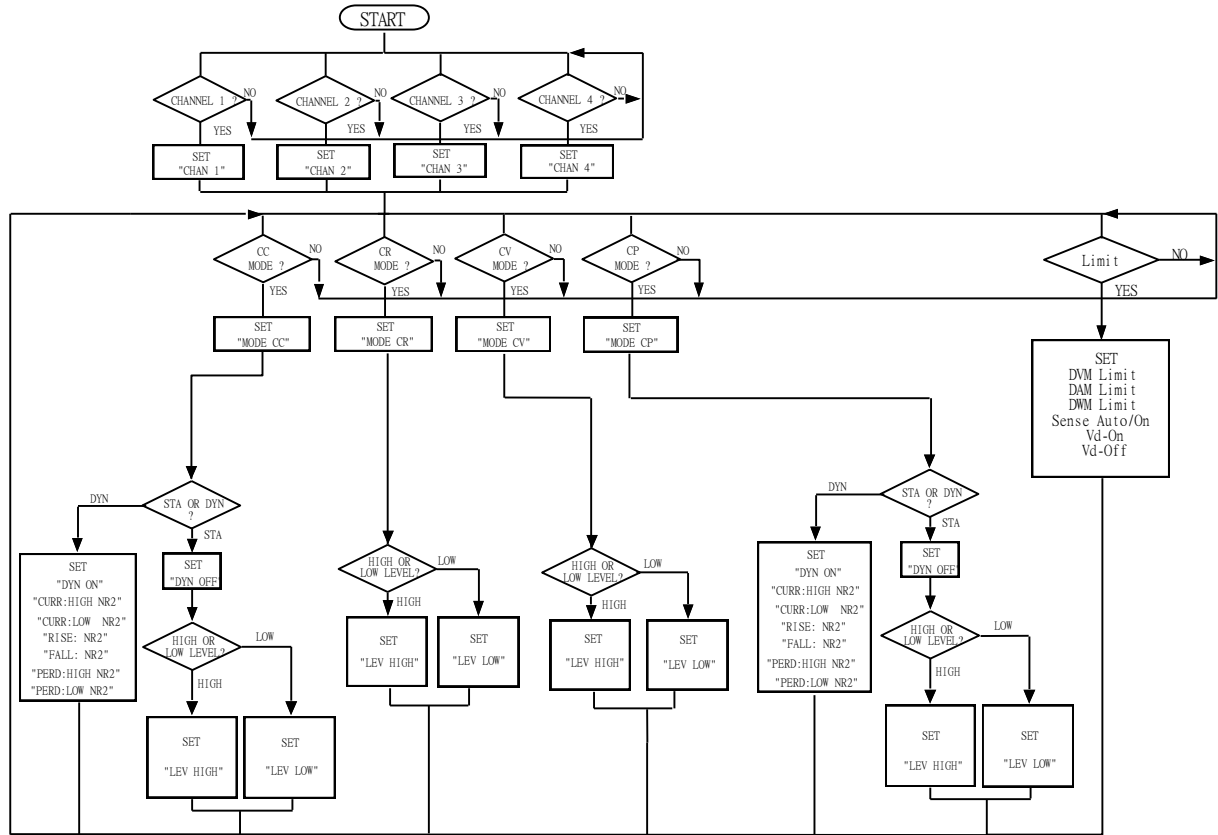 START
CHANNEL 1 ?
NO
YES
SET
"CHAN 1"
CHANNEL 2 ?
NO
YES
SET
"CHAN 2"
CHANNEL 3 ?
NO
YES
SET
"CHAN 3"
CHANNEL 4 ?
NO
YES
SET
"CHAN 4"
CC
MODE ?
NO
YES
SET
"MODE CC"
CR
MODE ?
NO
YES
SET
"MODE CR"
CV
MODE ?
NO
YES
SET
"MODE CV"
CP
MODE ?
NO
YES
SET
"MODE CP"
Limit
NO
YES
SET
DVM Limit
DAM Limit
DWM Limit
Sense Auto/On
Vd-On
Vd-Off
STA OR DYN
?
DYN
STA
SET
"DYN ON"
"CURR:HIGH NR2"
"CURR:LOW NR2"
"RISE: NR2"
"FALL: NR2"
"PERD:HIGH NR2"
"PERD:LOW NR2"
SET
"DYN OFF"
HIGH OR
LOW LEVEL?
LOW
HIGH
SET
"LEV HIGH"
SET
"LEV LOW"
HIGH OR
LOW LEVEL?
LOW
HIGH
SET
"LEV HIGH"
SET
"LEV LOW"
HIGH OR
LOW LEVEL?
LOW
HIGH
SET
"LEV HIGH"
SET
"LEV LOW"
STA OR DYN
?
DYN
STA
SET
"DYN ON"
"CURR:HIGH NR2"
"CURR:LOW NR2"
"RISE: NR2"
"FALL: NR2"
"PERD:HIGH NR2"
"PERD:LOW NR2"
SET
"DYN OFF"
HIGH OR
LOW LEVEL?
LOW
HIGH
SET
"LEV HIGH"
SET
"LEV LOW"